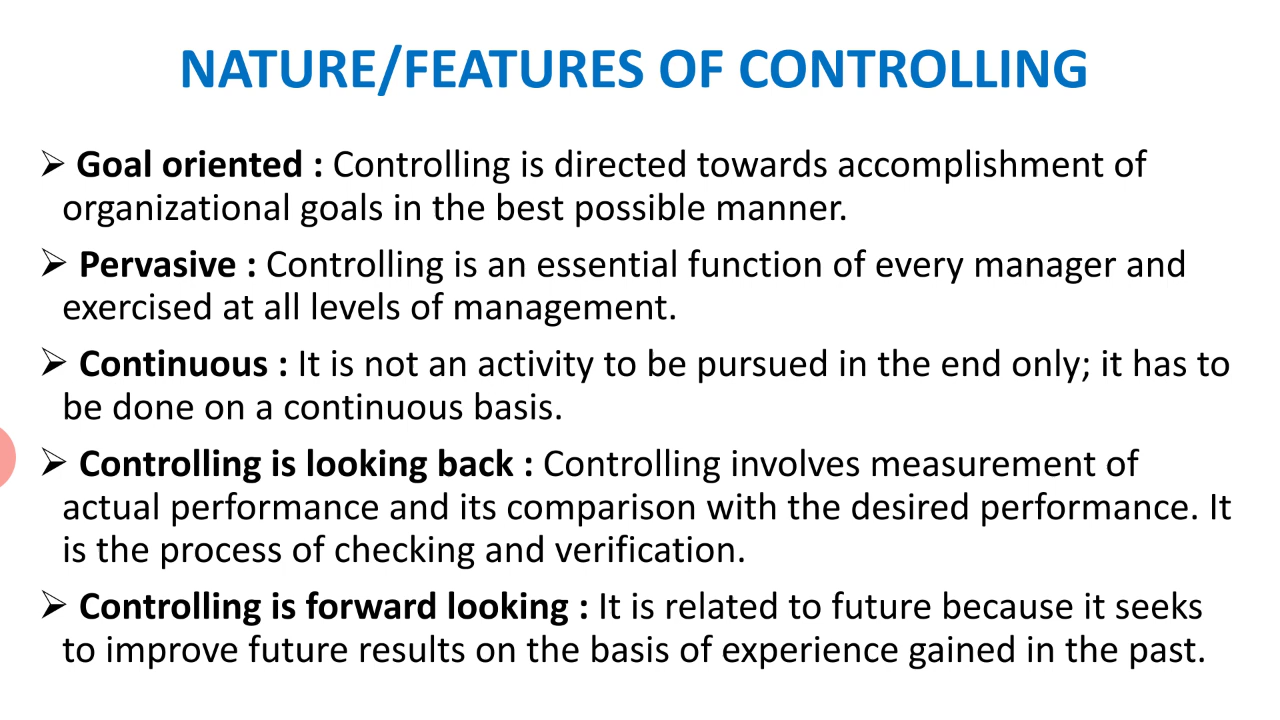 NATURE/FEATURES OF CONTROLLING
➢ Goal oriented : Controlling is directed towards accomplishment of
organizational goals in the best possible manner.
➢ Pervasive : Controlling is an essential function of every manager and
exercised at all levels of management.
➢ Continuous : It is not an activity to be pursued in the end only; it has to
be done on a continuous basis.
➢ Controlling is looking back : Controlling involves measurement of
actual performance and its comparison with the desired performance. It
is the process of checking and verification.
➢ Controlling is forward looking : It is related to future because it seeks
to improve future results on the basis of experience gained in the past.